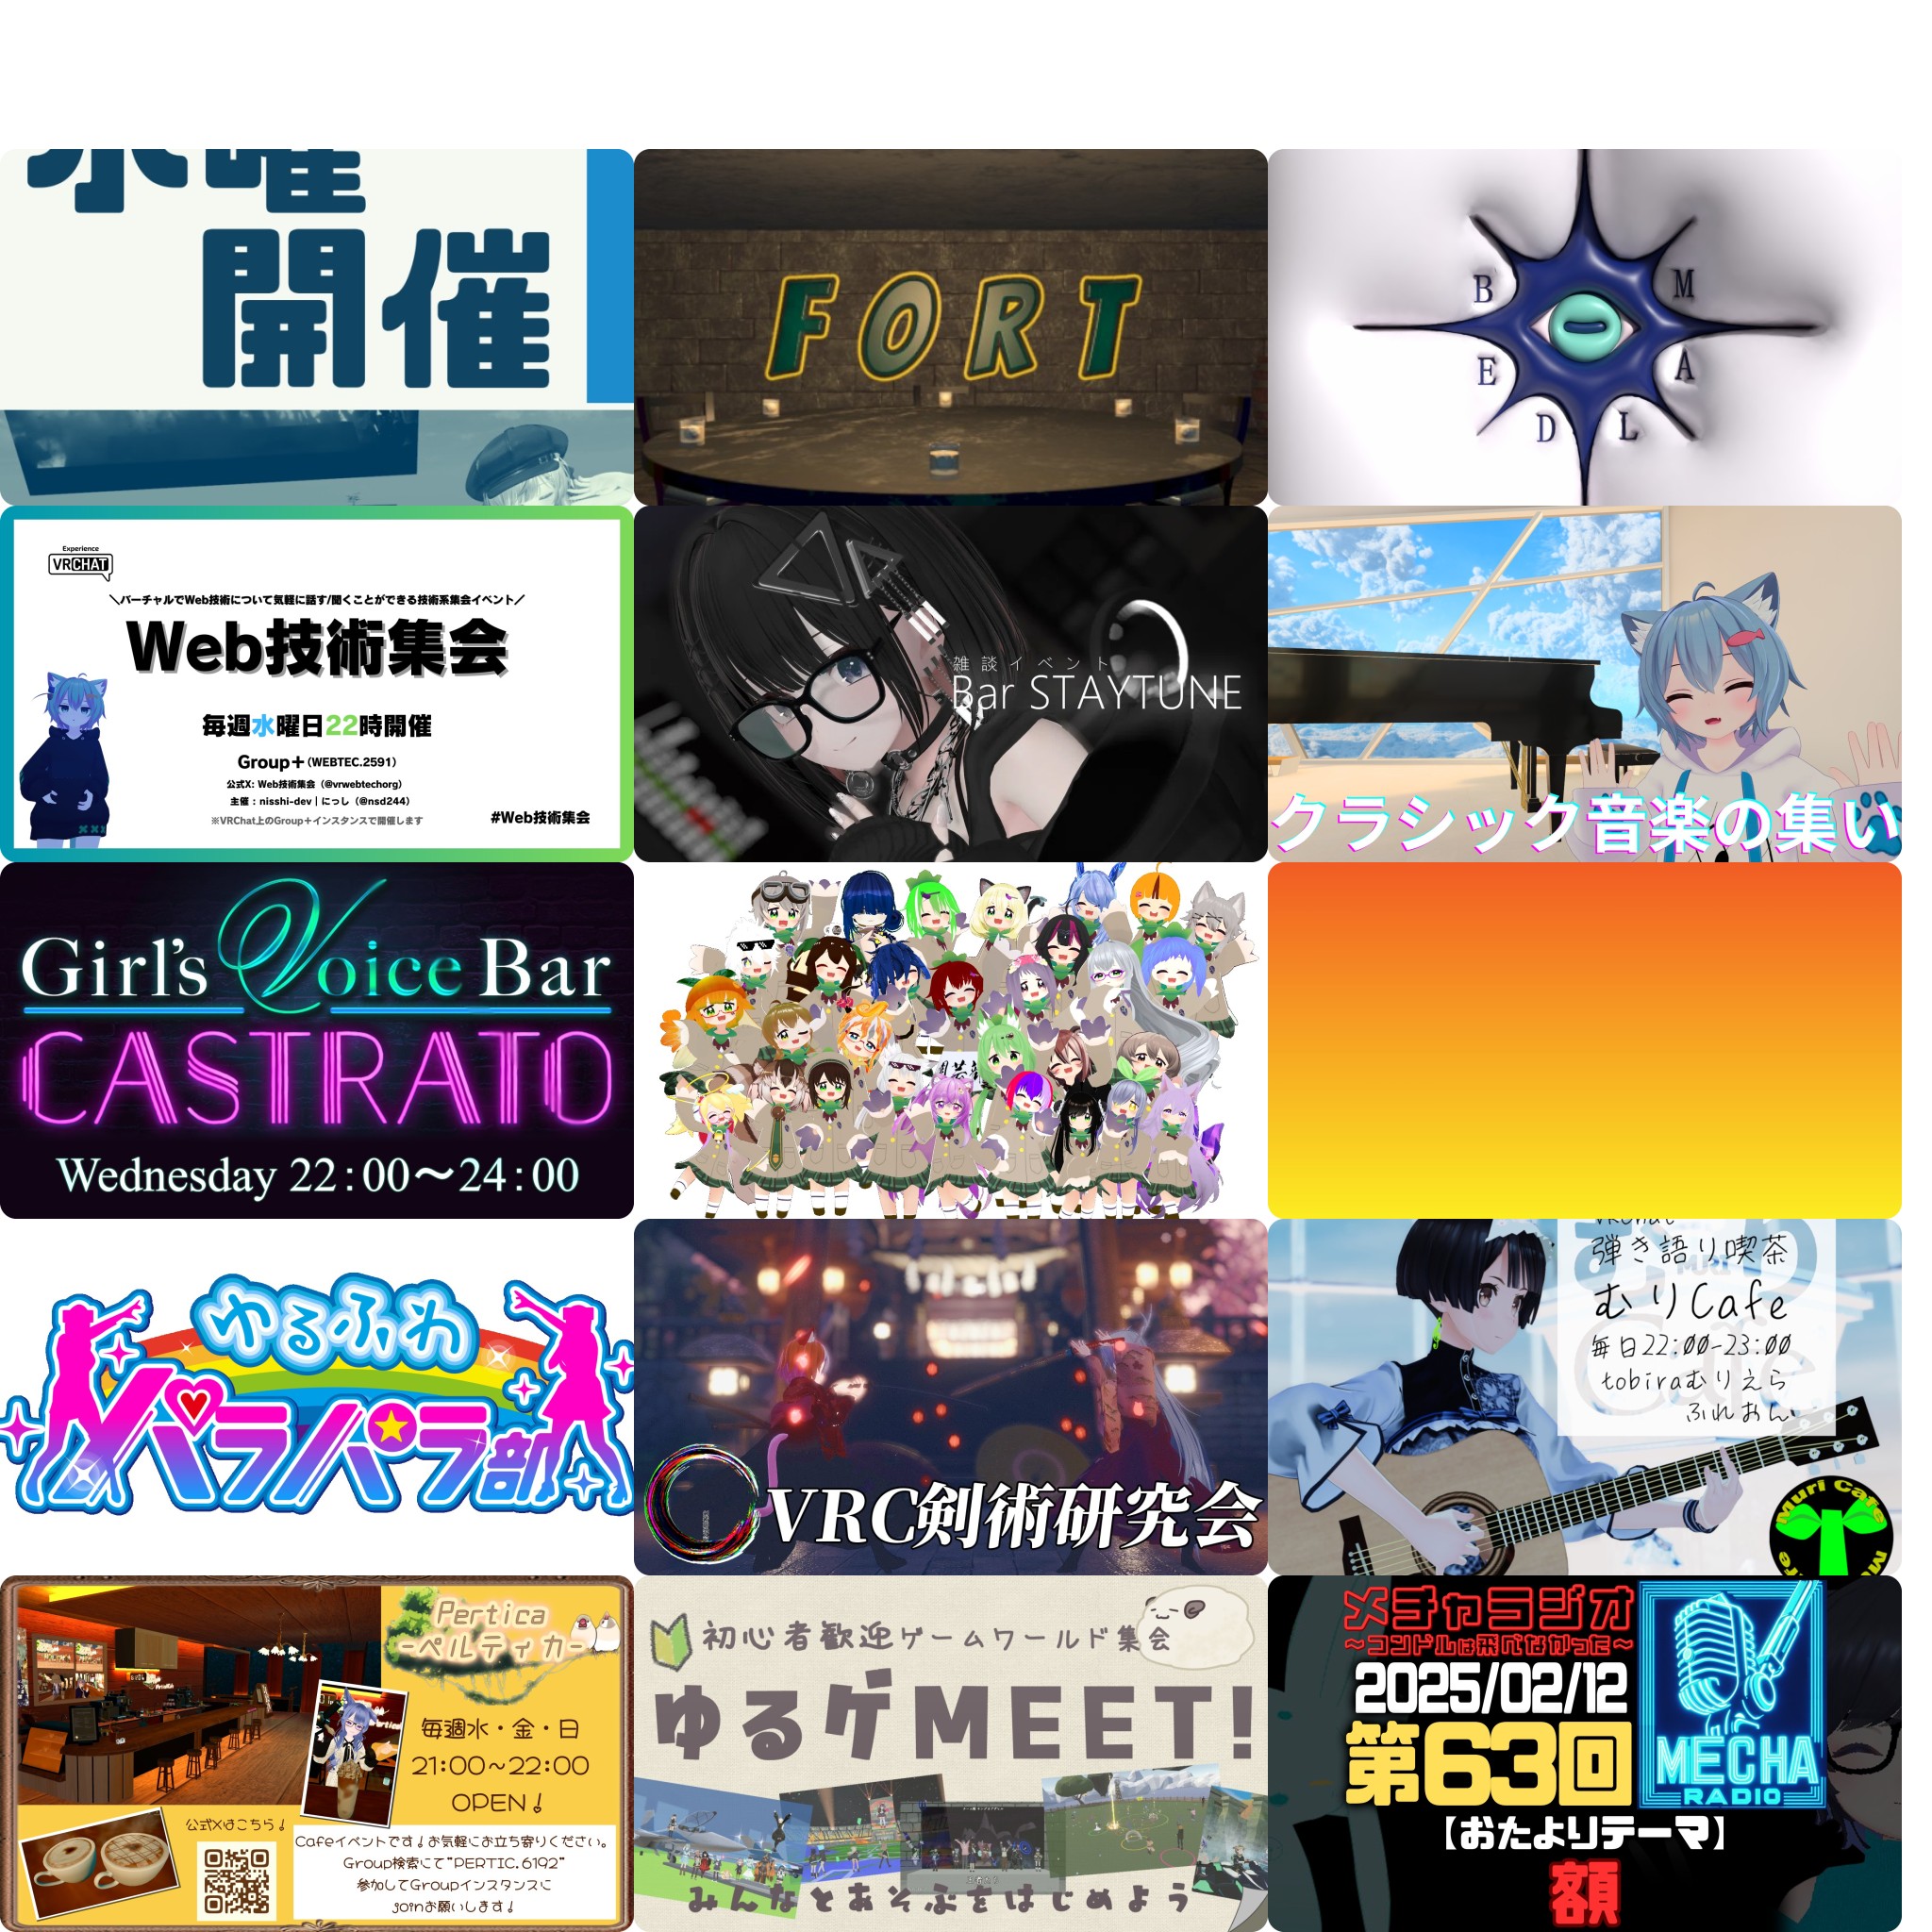 水曜
開催
FORT
B
M
E
A
D
L
Experience
VRCHAT
＼バーチャルでWeb技術について気軽に話す/聞くことができる技術系集会イベント／
Web技術集会
毎週水曜日22時開催
Group+(WEBTEC.2591)
公式X: Web技術集会（@vrwebtechorg）
主催：nisshi-dev｜にっし（@nsd244）
※VRChat上のGroup+インスタンスで開催します
#Web技術集会
雑談イベント
Bar STAYTUNE
クラシック音楽の集い
Girl's Voice Bar
CASTRATO
Wednesday 22:00〜24:00
ゆるふわ
パラパラ部
VRC剣術研究会
VRChat
弾き語り喫茶
むりCafe
毎日22:00-23:00
tobiraむりえら
ふれおん
Muri Cafe
Pertica
-ペルティカ-
毎週水・金・日
21:00~22:00
OPEN!
公式Xはこちら!
Cafeイベントです!お気軽にお立ち寄りください。
Group検索にて"PERTIC.6192"
参加してGroupインスタンスに
joinお願いします!
初心者歓迎ゲームワールド集会
ゆるゲMEET!
みんなとあそぶをはじめよう
メチャラジオ
~コンドルは飛べなかった~
2025/02/12
第63回
MECHA
RADIO
【おたよりテーマ】
額